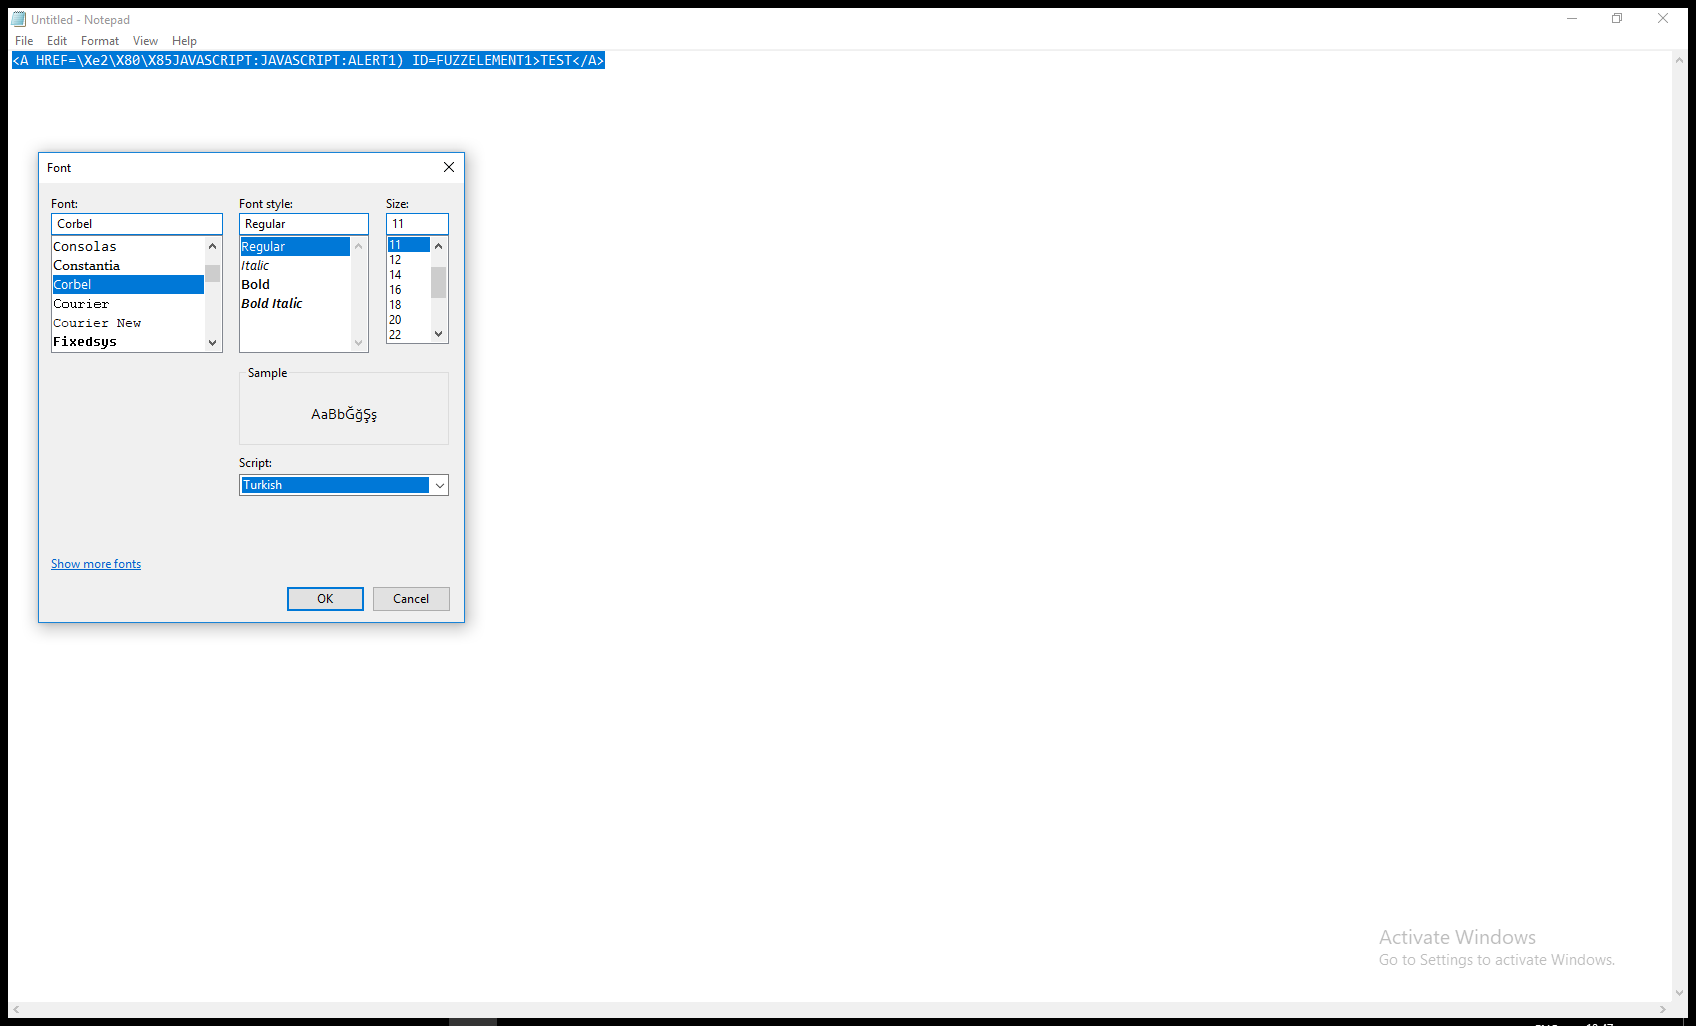 Untitled - Notepad
File Edit Format View Help
<A HREF=\Xe2\X80\X85JAVASCRIPT:JAVASCRIPT:ALERT1) ID=FUZZELEMENT1>TEST</A>
Font
Font: Font style: Size:
Corbel Regular 11
Consolas Regular 11
Constantia Italic 12
Corbel Bold 14
Courier Bold Italic 16
Courier New 18
Fixedsys 20
22
Sample
AaBbĞğŞş
Script:
Turkish
Show more fonts
OK Cancel
Activate Windows
Go to Settings to activate Windows.